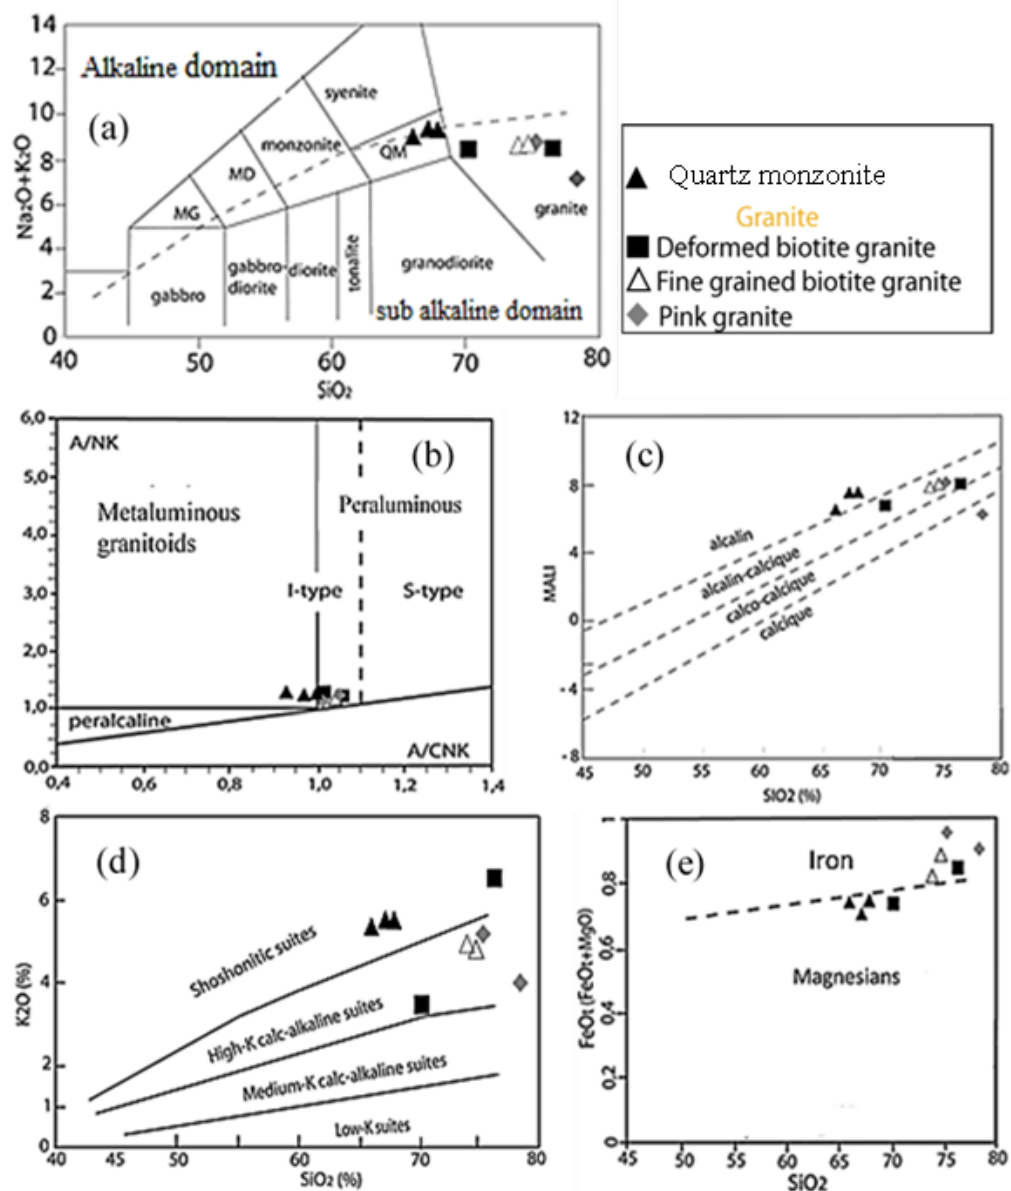 14
12
10
8
6
4
2
0
Na2O+K2O
Alkaline domain
(a)
syenite
monzonite
QM
MD
MG
granite
gabbro
gabbro-
diorite
diorite
tonalite
granodiorite
sub alkaline domain
40 50 60 70 80
SiO2
Quartz monzonite
Granite
Deformed biotite granite
Fine grained biotite granite
Pink granite
6,0
5,0
4,0
3,0
2,0
1,0
0,0
A/NK
(b)
Metaluminous
granitoids
Peraluminous
I-type
S-type
peralcaline
A/CNK
0,4 0,6 0,8 1,0 1,2 1,4
12
8
4
0
-4
-8
MALI
(c)
alcalin
alcalin-calcique
calco-calcique
calcique
45 50 55 60 65 70 75 80
SIO2 (%)
8
6
4
2
1
0
K2O (%)
(d)
Shoshonitic suites
High-K calc-alkaline suites
Medium-K calc-alkaline suites
Low-K suites
40 45 50 60 70 80
SiO2 (%)
1
0,8
0,6
0,4
0,2
0
FeOt (FeOt+MgO)
(e)
Iron
Magnesians
45 50 55 60 65 70 75 80
SiO2